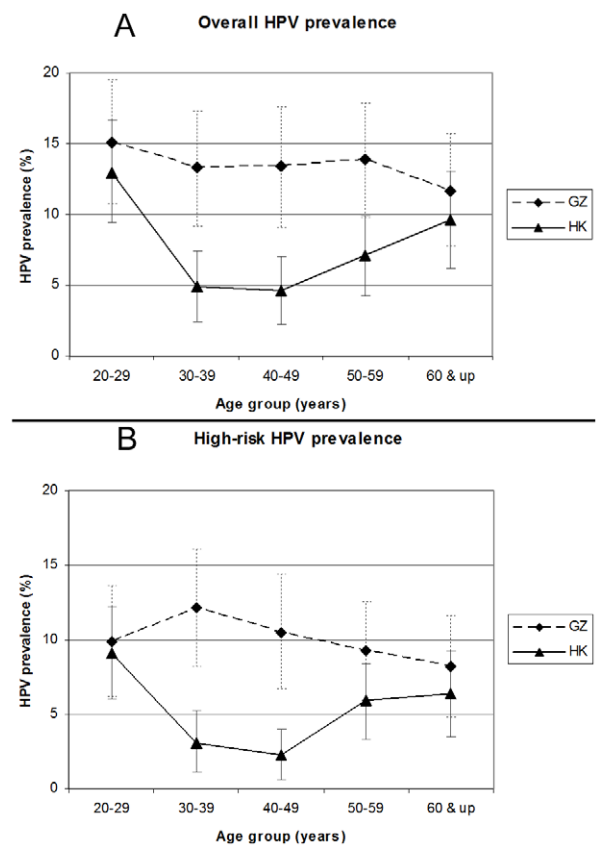 A
Overall HPV prevalence
20
15
10
5
0
HPV prevalence (%)
20-29 30-39 40-49 50-59 60 & up
Age group (years)
GZ
HK
B
High-risk HPV prevalence
20
15
10
5
0
HPV prevalence (%)
20-29 30-39 40-49 50-59 60 & up
Age group (years)
GZ
HK